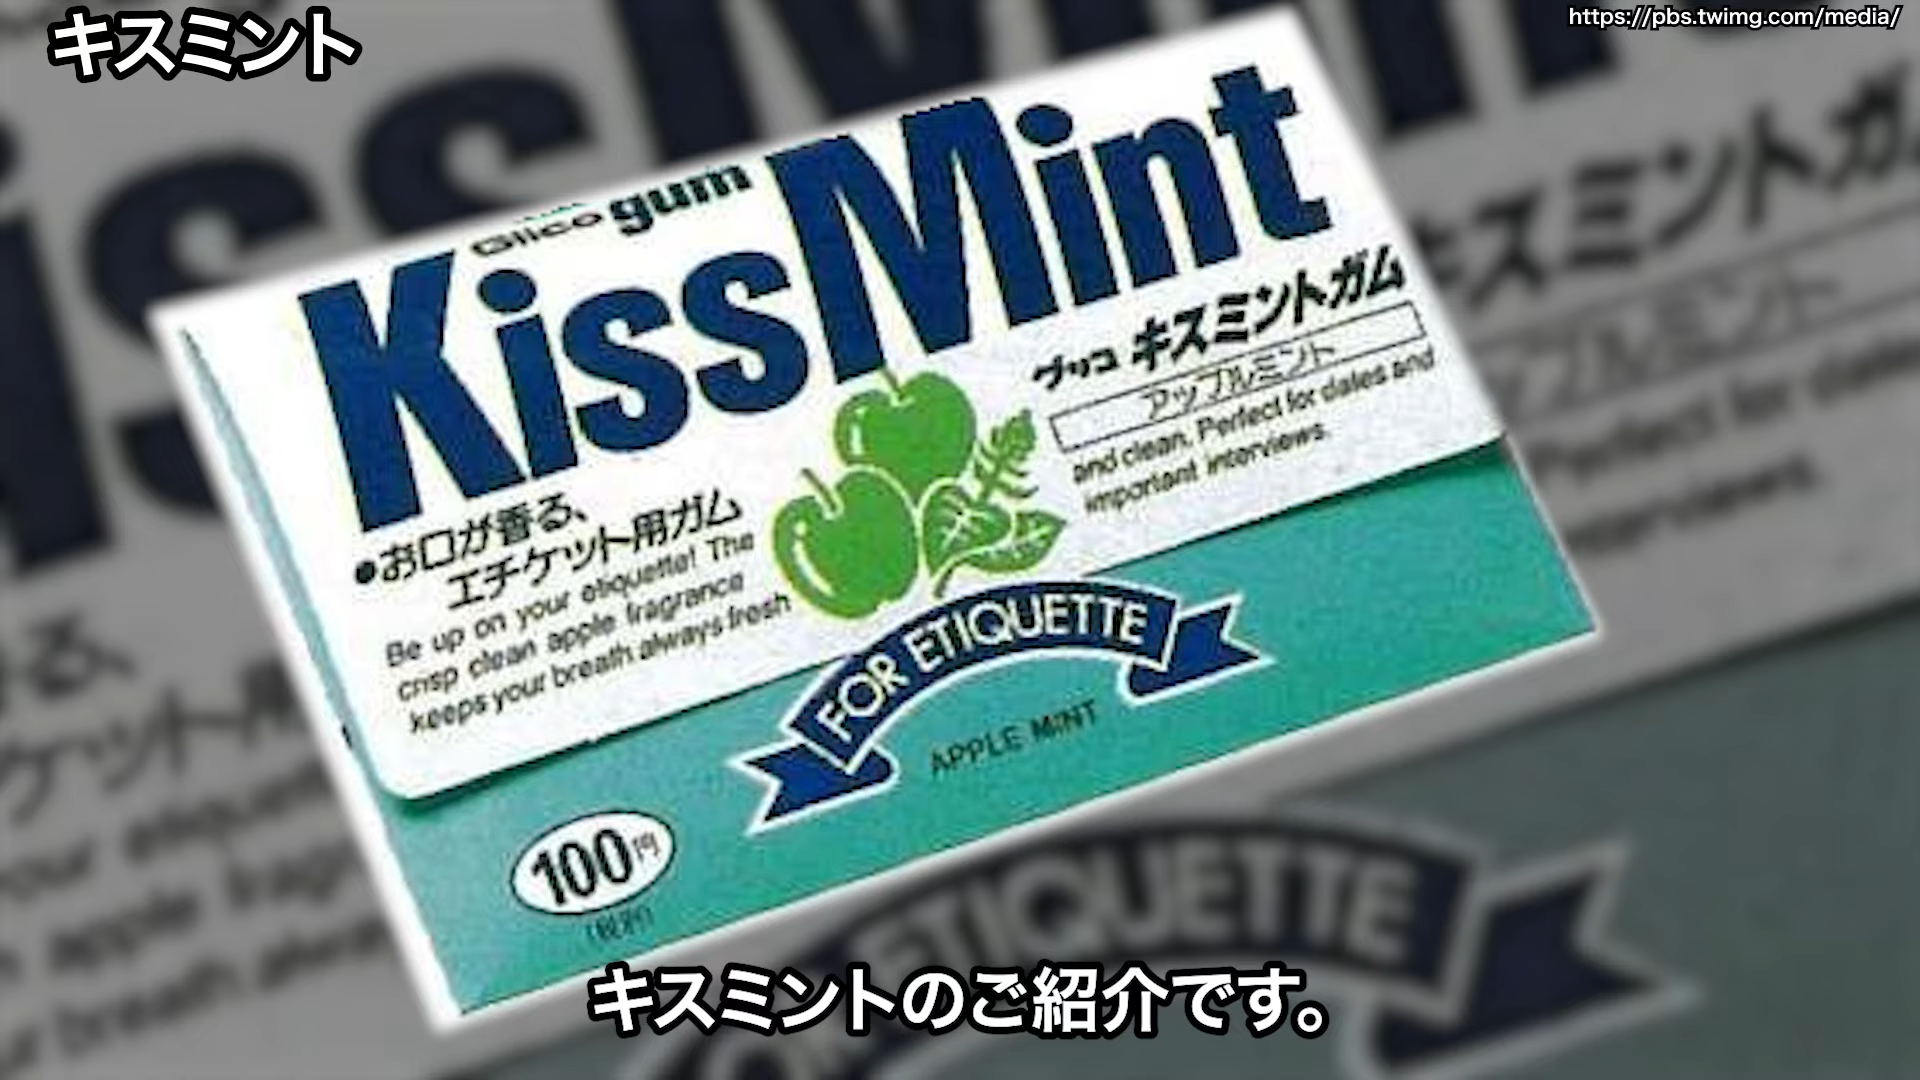 キスミント
https://pbs.twimg.com/media/
Glico gum
KissMint
グリコ キスミントガム
アップルミント
●お口が香る、
エチケット用ガム
Be up on your etiquette! The
crisp clean apple fragrance
keeps your breath always fresh
and clean. Perfect for dates and
important interviews.
FOR ETIQUETTE
APPLE MINT
100円
(税別)
キスミントのご紹介です。